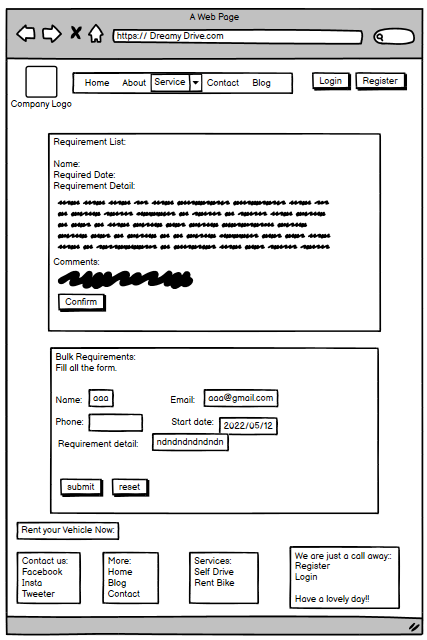 A Web Page
https:// Dreamy Drive.com
Home About Service Contact Blog
Login Register
Company Logo
Requirement List:
Name:
Required Date:
Requirement Detail:
Comments:
Confirm
Bulk Requirements:
Fill all the form.
Name: aaa Email: aaa@gmail.com
Phone: Start date: 2022/05/12
Requirement detail: ndndndndndndn
submit reset
Rent your Vehicle Now:
Contact us:
Facebook
Insta
Tweeter
More:
Home
Blog
Contact
Services:
Self Drive
Rent Bike
We are just a call away::
Register
Login
Have a lovely day!!